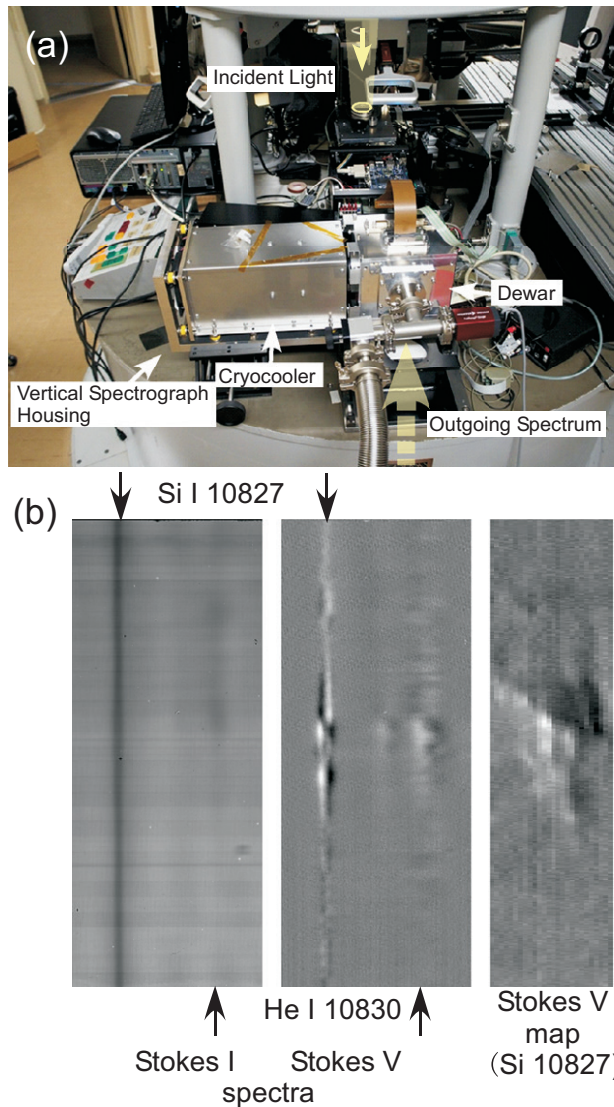 (a)
Incident Light
Dewar
Cryocooler
Vertical Spectrograph
Housing
Outgoing Spectrum
(b)
Si I 10827
He I 10830
Stokes I
Stokes V
spectra
Stokes V
map
(Si 10827)